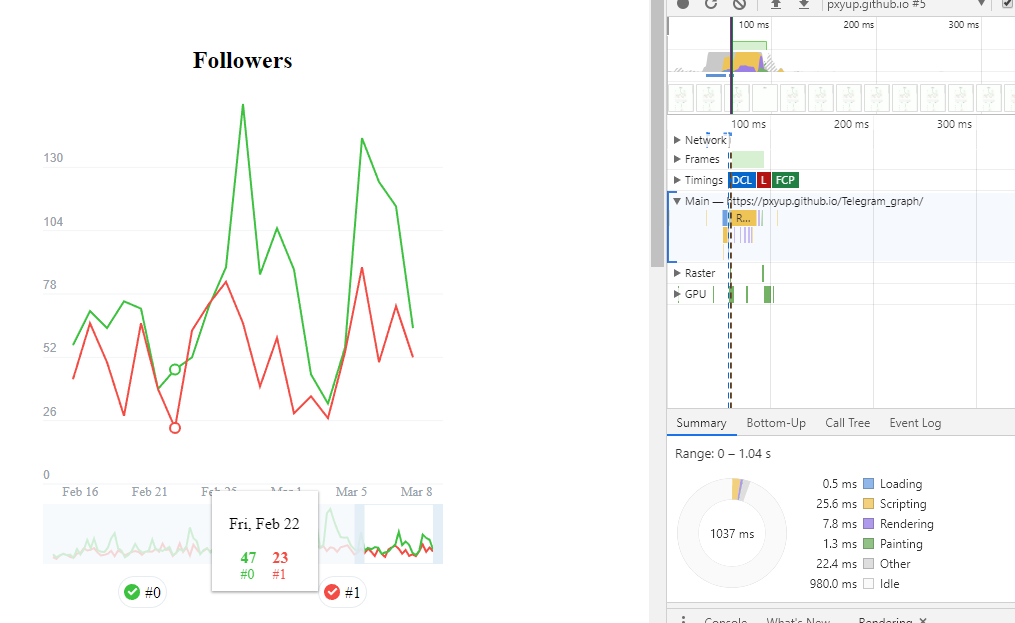 Followers
130
104
78
52
26
0
Feb 16 Feb 21 Mar 5 Mar 8
Fri, Feb 22
47 23
#0 #1
#0 #1
pxyup.github.io #5
100 ms 200 ms 300 ms
100 ms 200 ms 300 ms
Network
Frames
Timings DCL L FCP
Main — https://pxyup.github.io/Telegram_graph/
R...
Raster
GPU
Summary Bottom-Up Call Tree Event Log
Range: 0 – 1.04 s
1037 ms
0.5 ms Loading
25.6 ms Scripting
7.8 ms Rendering
1.3 ms Painting
22.4 ms Other
980.0 ms Idle
Console What's New Rendering ×